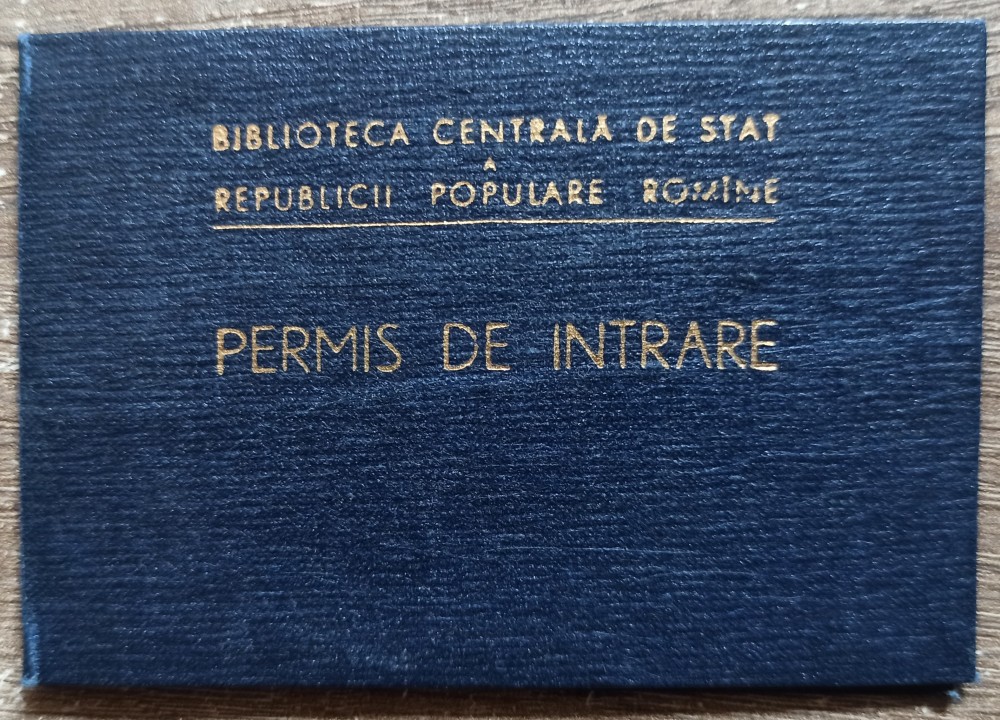 BIBLIOTECA CENTRALĂ DE STAT
A
REPUBLICII POPULARE ROMÎNE
PERMIS DE INTRARE